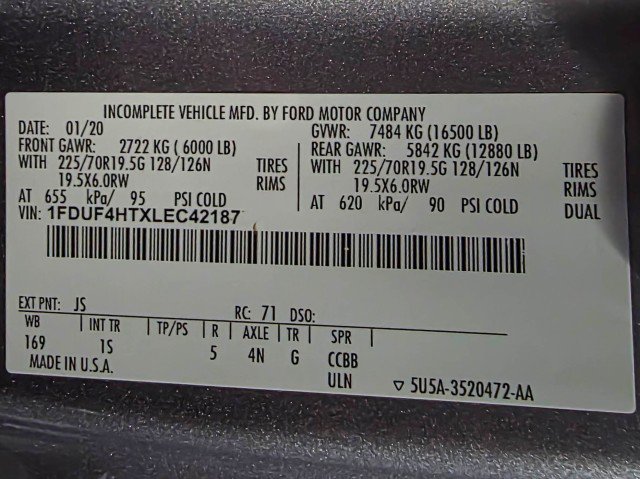 INCOMPLETE VEHICLE MFD. BY FORD MOTOR COMPANY
DATE: 01/20 GVWR: 7484 KG (16500 LB)
FRONT GAWR: 2722 KG ( 6000 LB) REAR GAWR: 5842 KG (12880 LB)
WITH 225/70R19.5G 128/126N TIRES WITH 225/70R19.5G 128/126N TIRES
19.5X6.0RW RIMS 19.5X6.0RW RIMS
AT 655 kPa/ 95 PSI COLD AT 620 kPa/ 90 PSI COLD DUAL
VIN: 1FDUF4HTXLEC42187
EXT PNT: JS RC: 71 DSO:
WB INT TR TP/PS R AXLE TR SPR
169 1S 5 4N G CCBB
MADE IN U.S.A. ULN ▽ 5U5A-3520472-AA